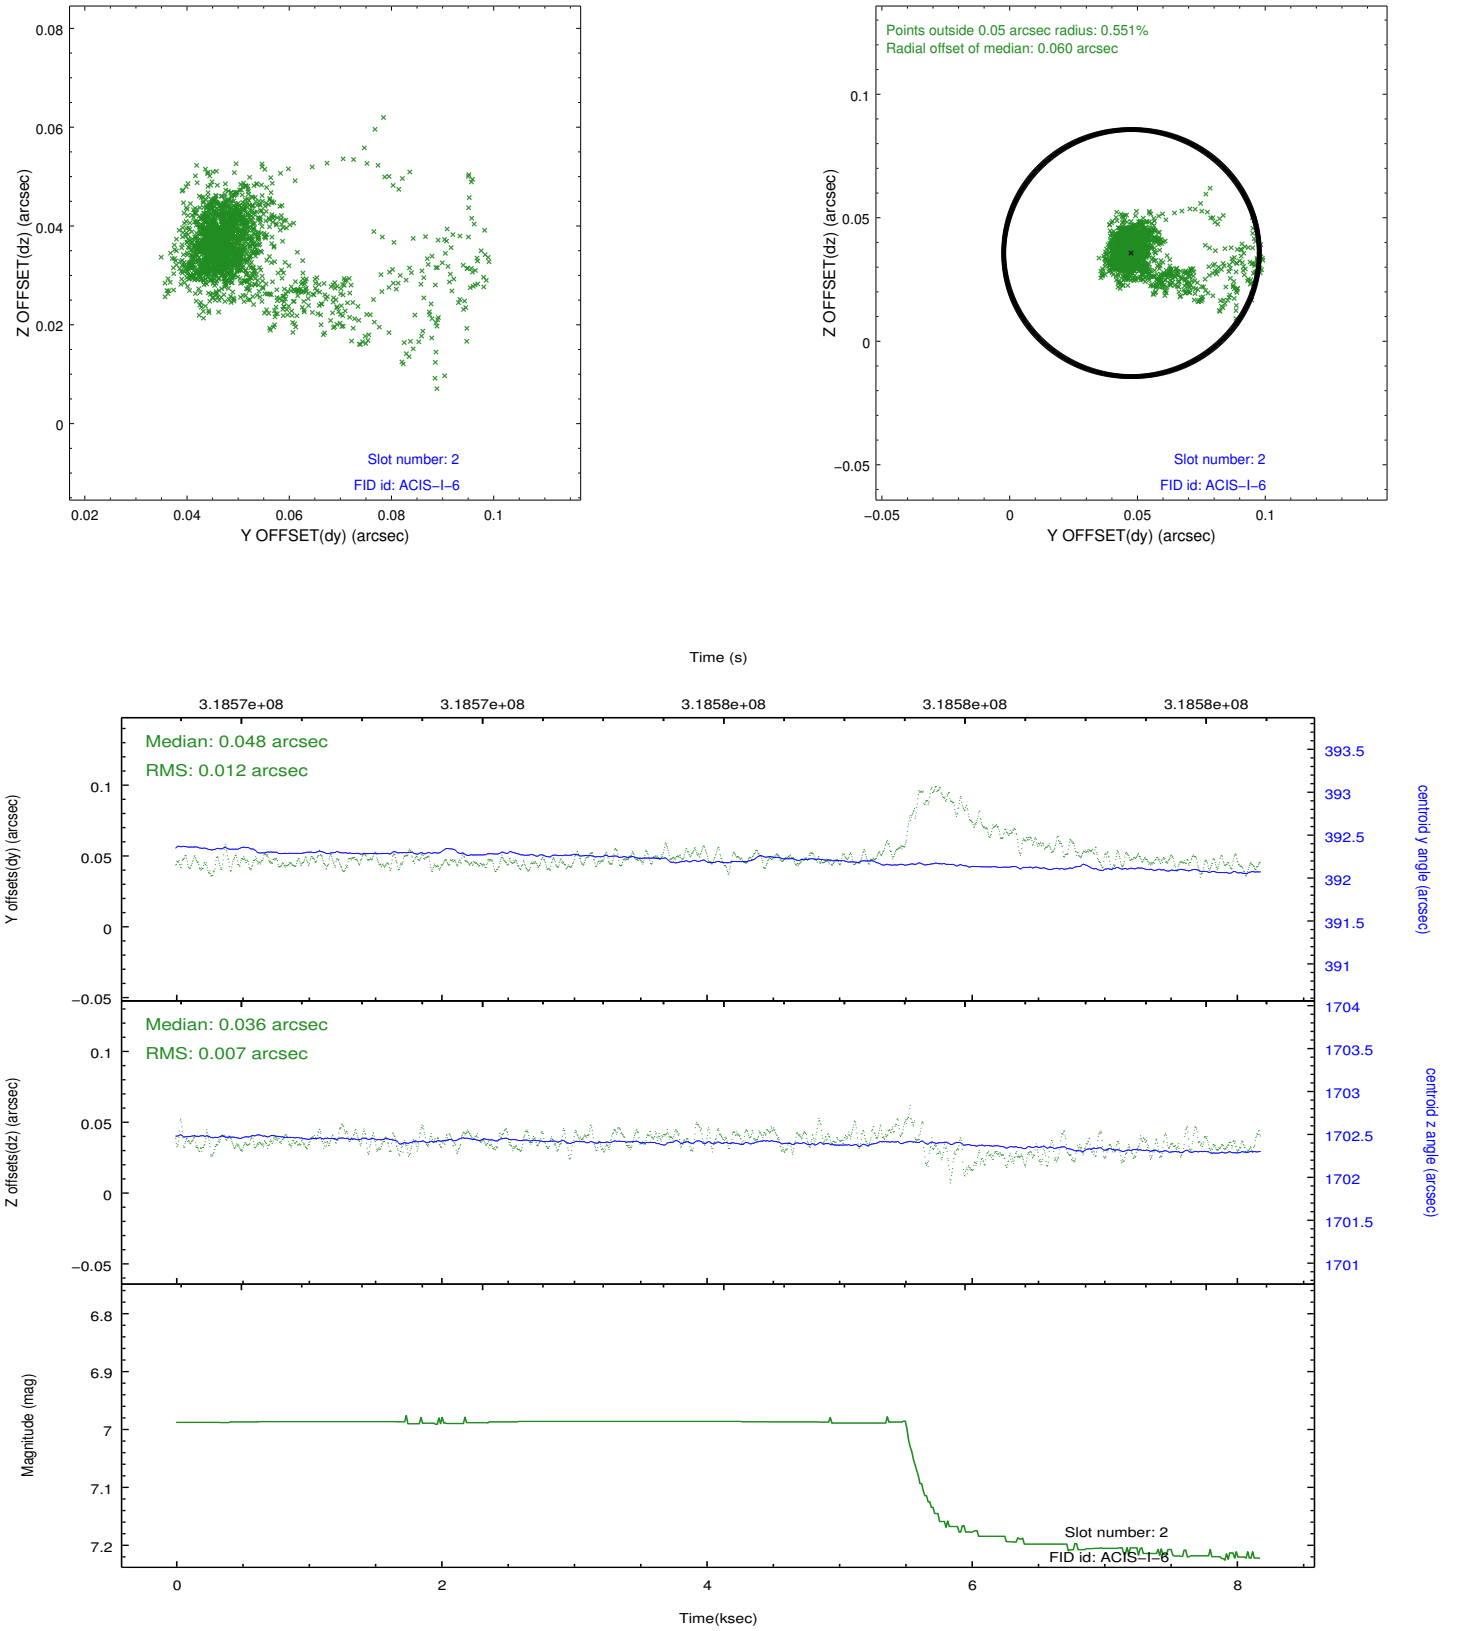 0.08
0.06
0.04
0.02
0
Z OFFSET(dz) (arcsec)
Slot number: 2
FID id: ACIS−I−6
0.02 0.04 0.06 0.08 0.1
Y OFFSET(dy) (arcsec)
Points outside 0.05 arcsec radius: 0.551%
Radial offset of median: 0.060 arcsec
0.1
0.05
0
−0.05
Z OFFSET(dz) (arcsec)
Slot number: 2
FID id: ACIS−I−6
−0.05 0 0.05 0.1
Y OFFSET(dy) (arcsec)
Time (s)
3.1857e+08 3.1857e+08 3.1858e+08 3.1858e+08 3.1858e+08
Median: 0.048 arcsec
RMS: 0.012 arcsec
0.1
0.05
0
−0.05
Y offsets(dy) (arcsec)
393.5
393
392.5
392
391.5
391
centroid y angle (arcsec)
Median: 0.036 arcsec
RMS: 0.007 arcsec
0.1
0.05
0
−0.05
Z offsets(dz) (arcsec)
1704
1703.5
1703
1702.5
1702
1701.5
1701
centroid z angle (arcsec)
6.8
6.9
7
7.1
7.2
Magnitude (mag)
Slot number: 2
FID id: ACIS−I−6
0 2 4 6 8
Time(ksec)